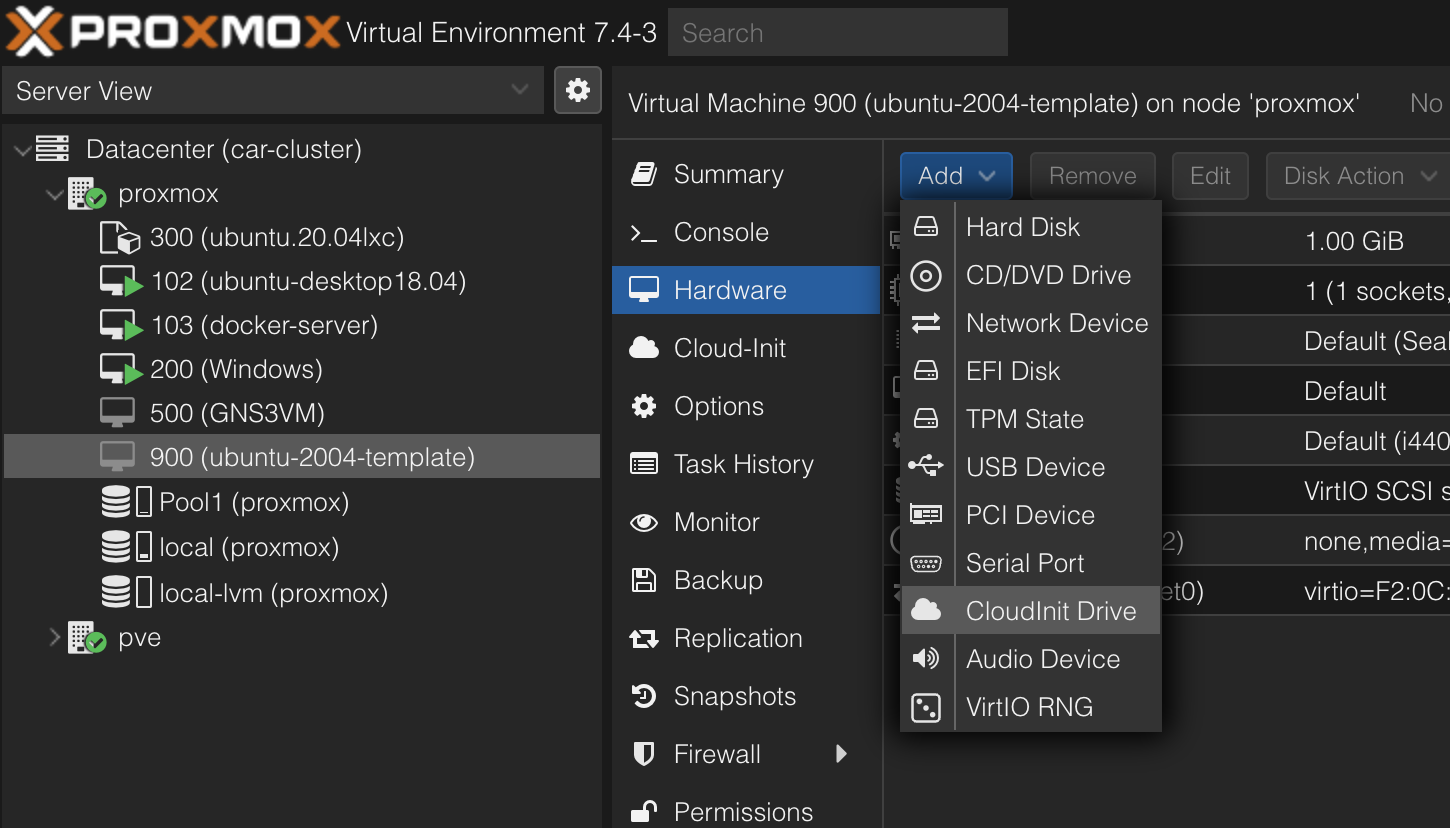 PROXMOX Virtual Environment 7.4-3 Search
Server View
Datacenter (car-cluster)
proxmox
300 (ubuntu.20.04lxc)
102 (ubuntu-desktop18.04)
103 (docker-server)
200 (Windows)
500 (GNS3VM)
900 (ubuntu-2004-template)
Pool1 (proxmox)
local (proxmox)
local-lvm (proxmox)
pve
Virtual Machine 900 (ubuntu-2004-template) on node 'proxmox' No
Summary
Console
Hardware
Cloud-Init
Options
Task History
Monitor
Backup
Replication
Snapshots
Firewall
Permissions
Add Remove Edit Disk Action
Hard Disk
CD/DVD Drive
Network Device
EFI Disk
TPM State
USB Device
PCI Device
Serial Port
CloudInit Drive
Audio Device
VirtIO RNG
1.00 GiB
1 (1 sockets,
Default (Sea
Default
Default (i440
VirtIO SCSI s
2) none,media=
et0) virtio=F2:0C: